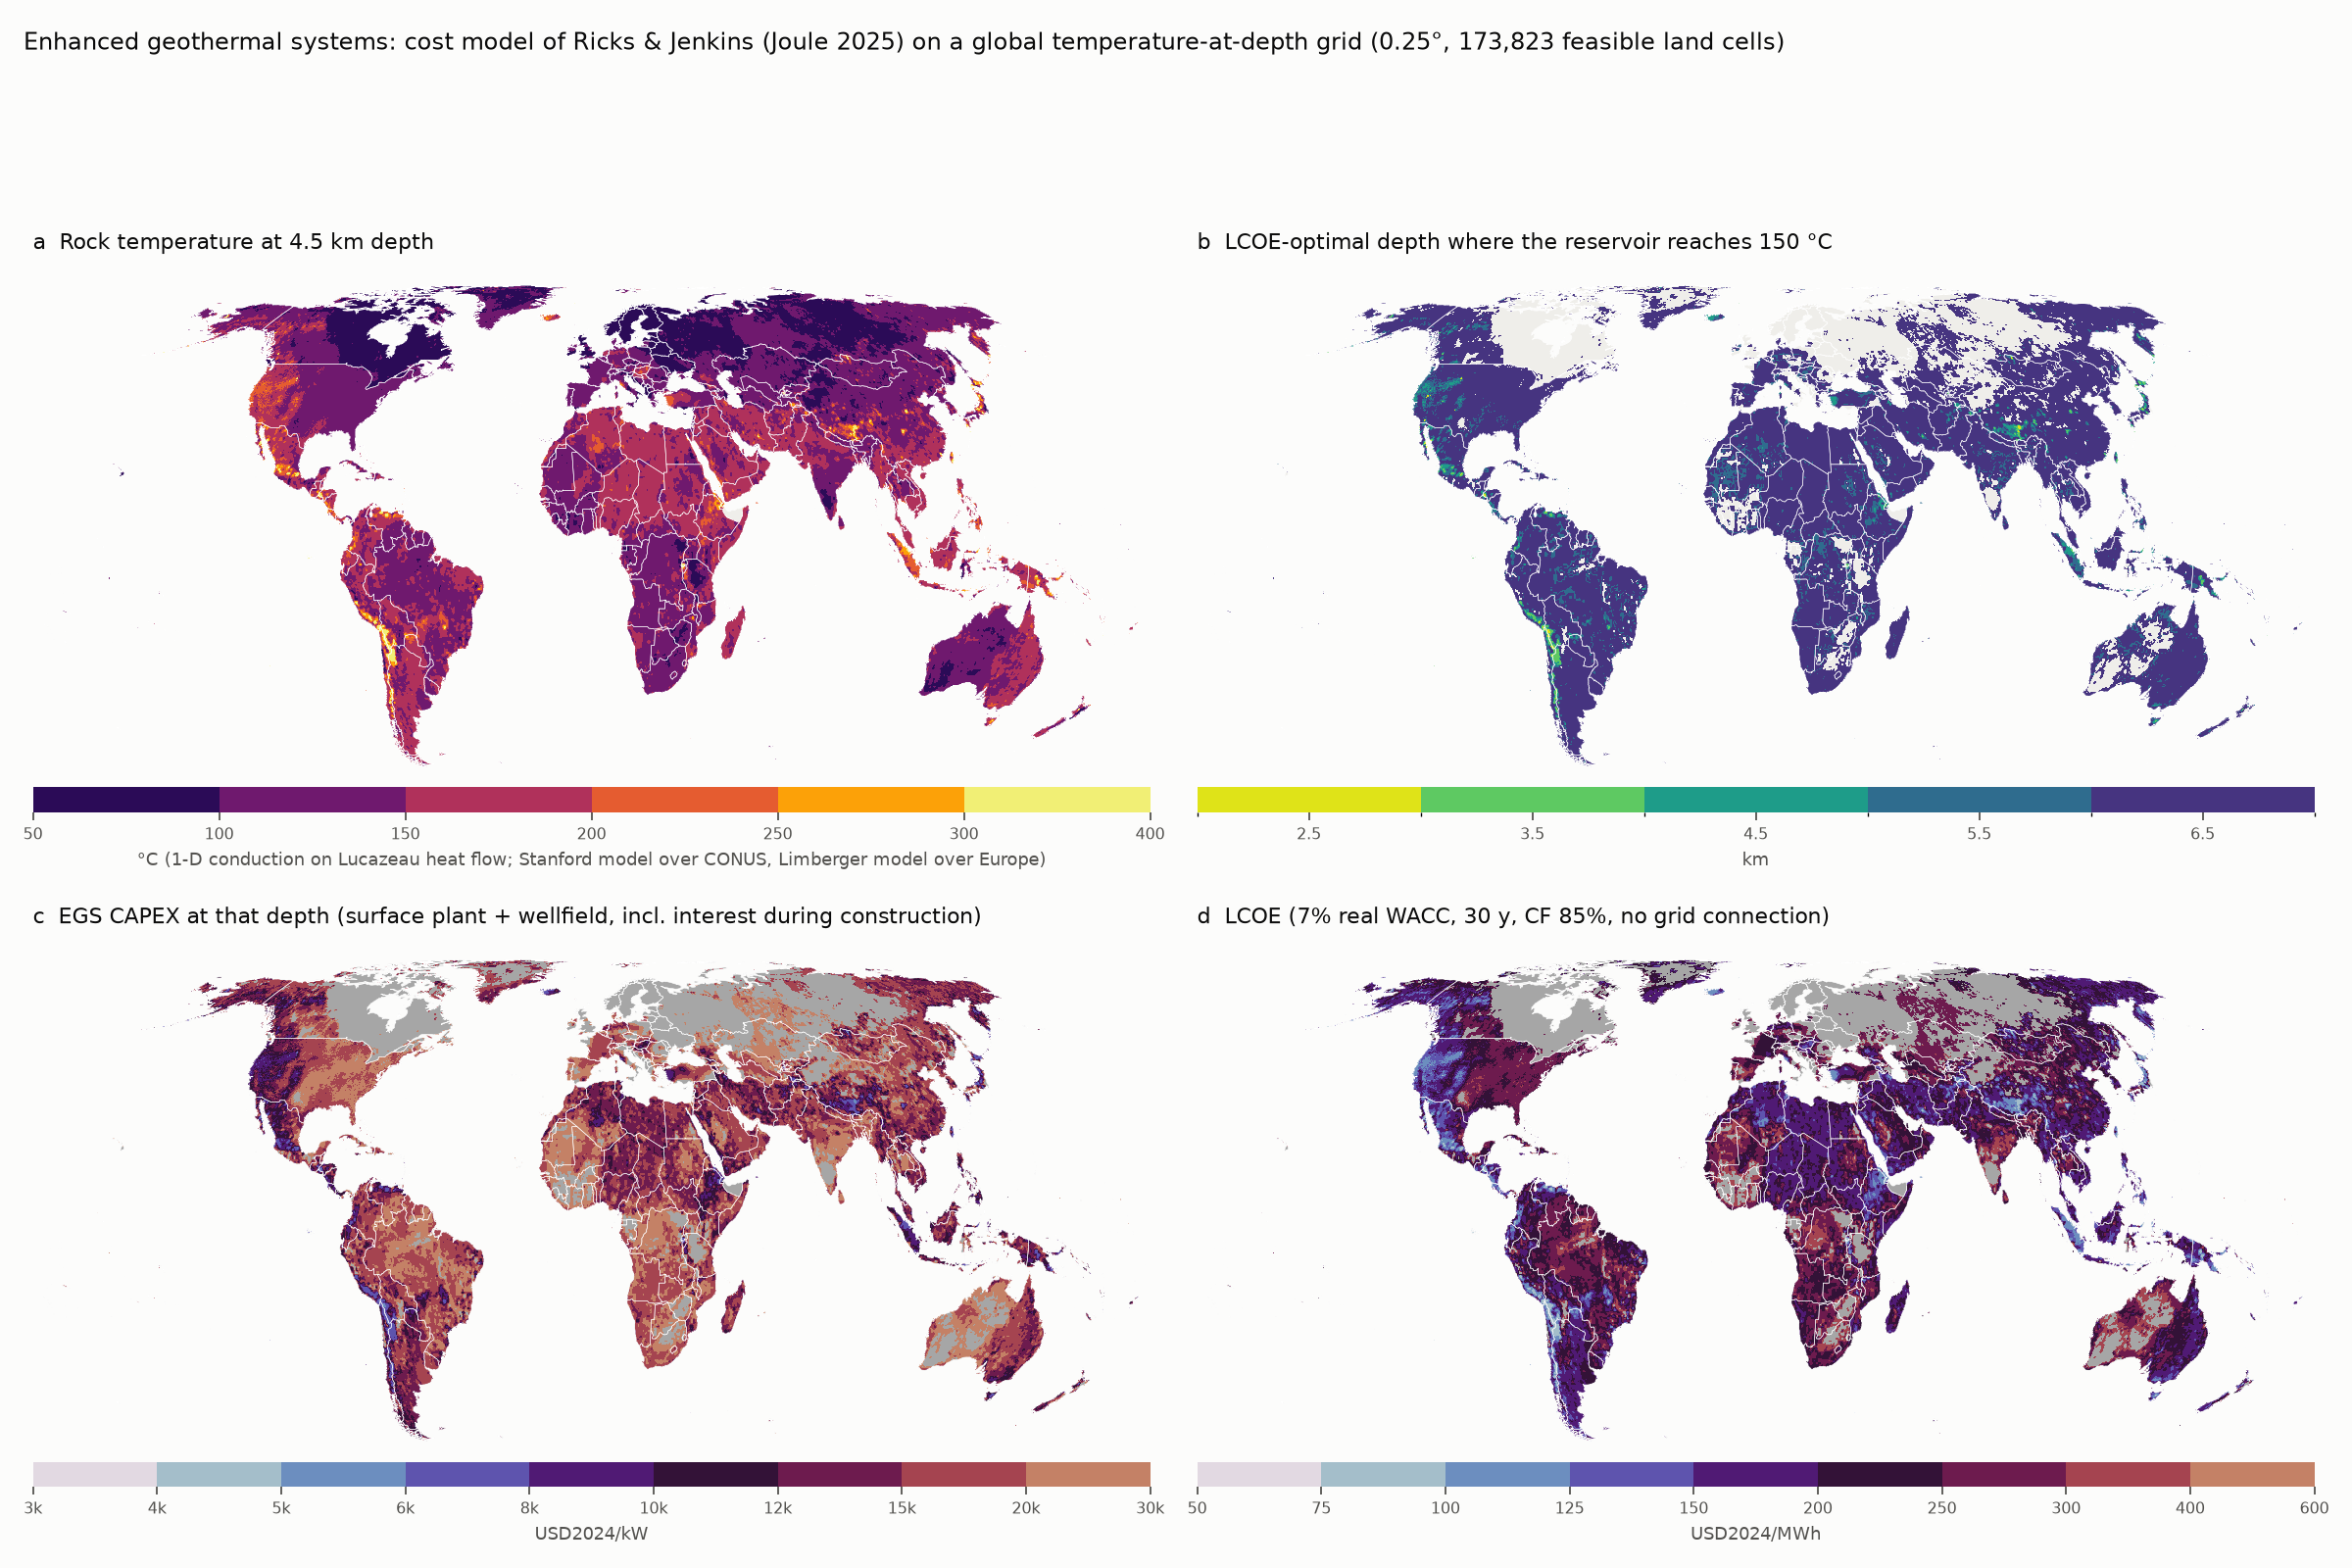 Enhanced geothermal systems: cost model of Ricks & Jenkins (Joule 2025) on a global temperature-at-depth grid (0.25°, 173,823 feasible land cells)
a Rock temperature at 4.5 km depth
b LCOE-optimal depth where the reservoir reaches 150 °C
50 100 150 200 250 300 400
°C (1-D conduction on Lucazeau heat flow; Stanford model over CONUS, Limberger model over Europe)
2.5 3.5 4.5 5.5 6.5
km
c EGS CAPEX at that depth (surface plant + wellfield, incl. interest during construction)
d LCOE (7% real WACC, 30 y, CF 85%, no grid connection)
3k 4k 5k 6k 8k 10k 12k 15k 20k 30k
USD2024/kW
50 75 100 125 150 200 250 300 400 600
USD2024/MWh